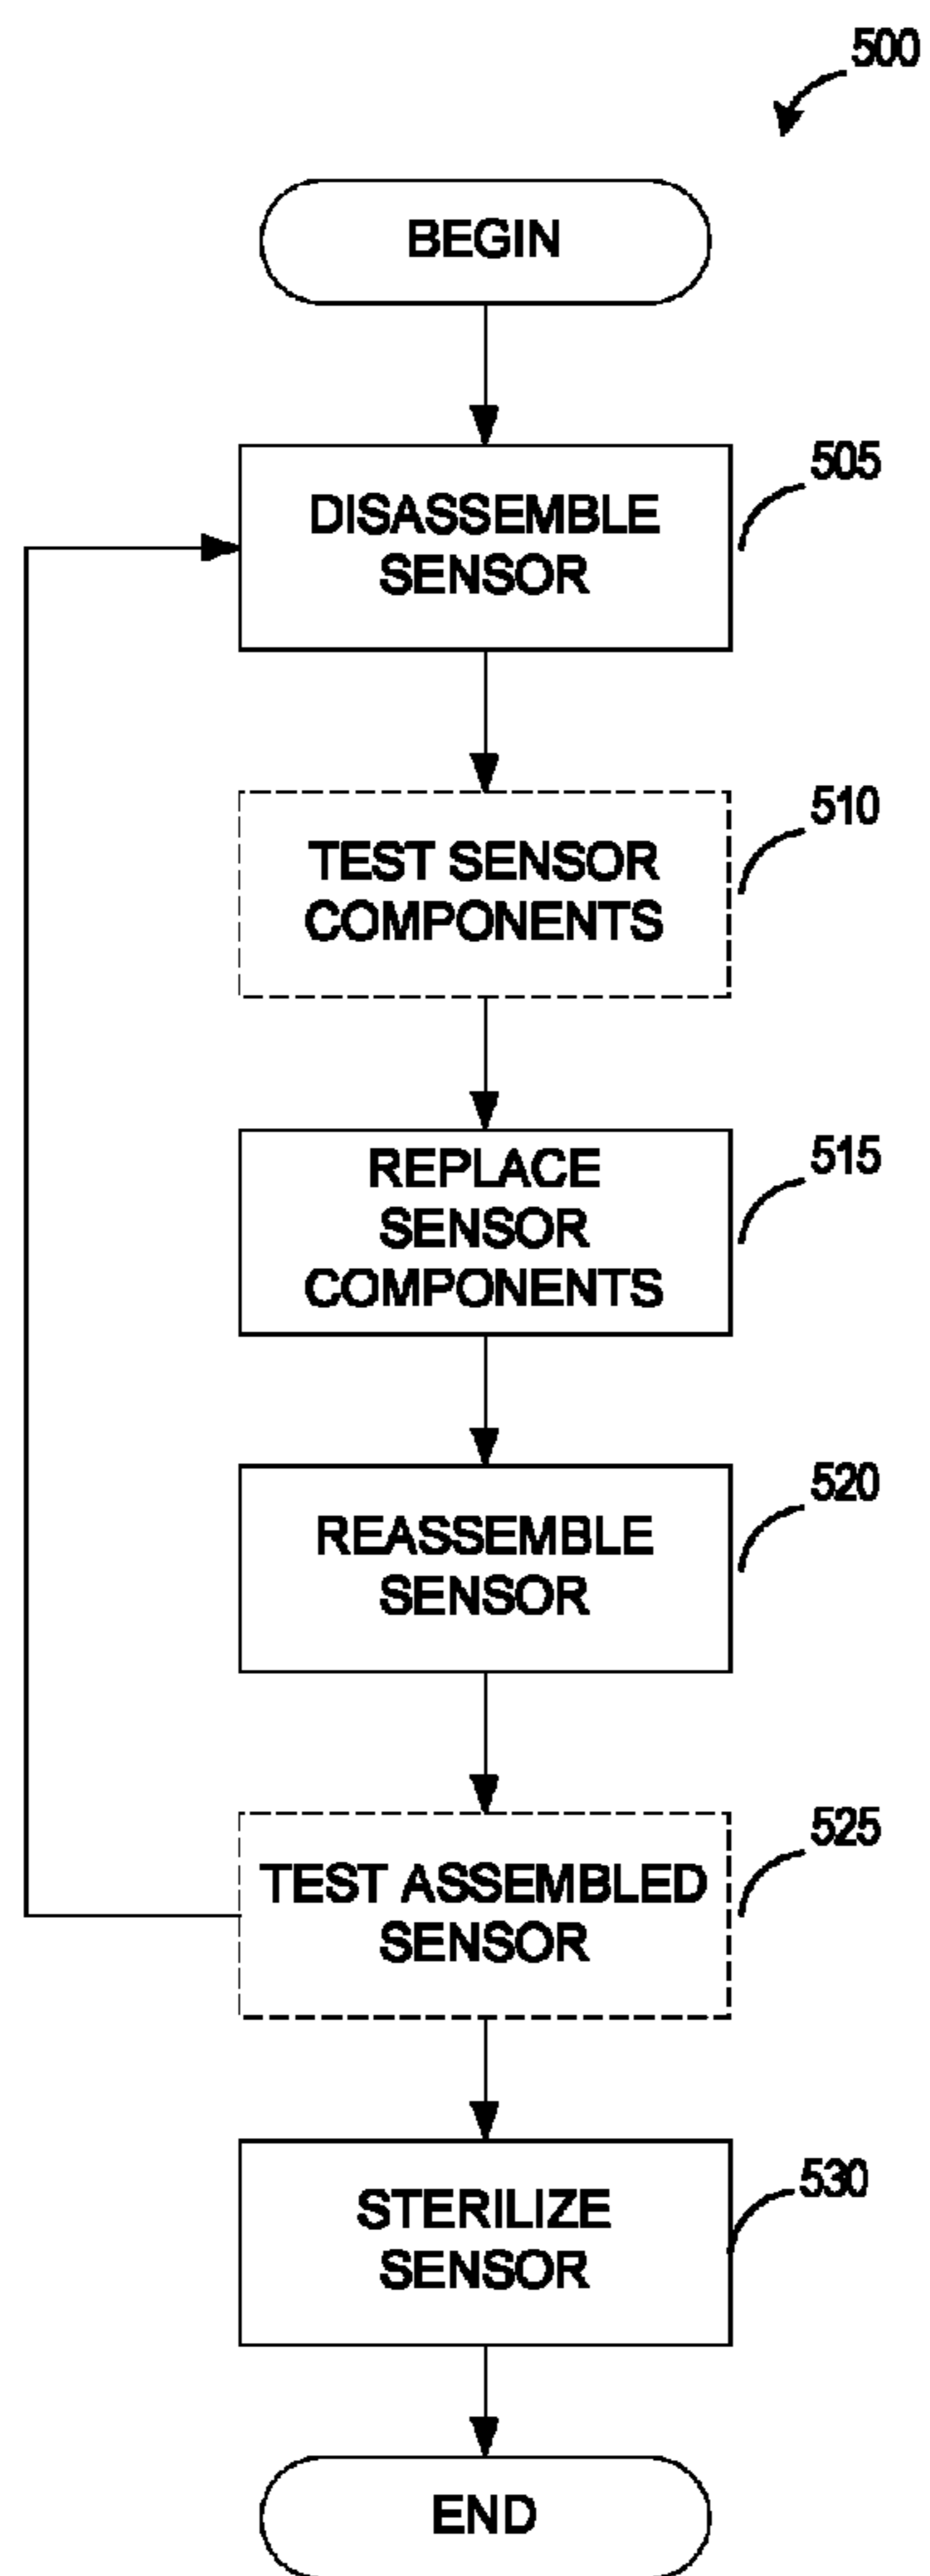 500
BEGIN
505
DISASSEMBLE
SENSOR
510
TEST SENSOR
COMPONENTS
515
REPLACE
SENSOR
COMPONENTS
520
REASSEMBLE
SENSOR
525
TEST ASSEMBLED
SENSOR
530
STERILIZE
SENSOR
END